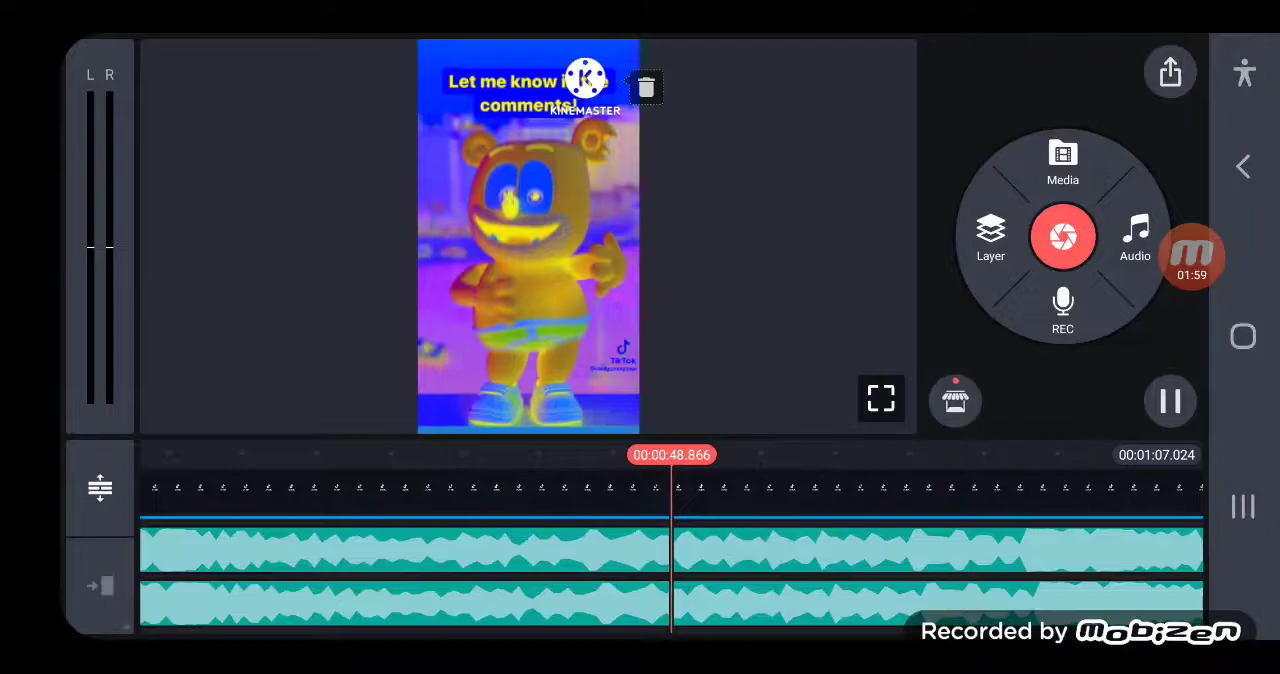 L R
Let me know i
comments!
KINEMASTER
Media
Layer
Audio
REC
01:59
TikTok
00:00:48.866
00:01:07.024
Recorded by mobizen